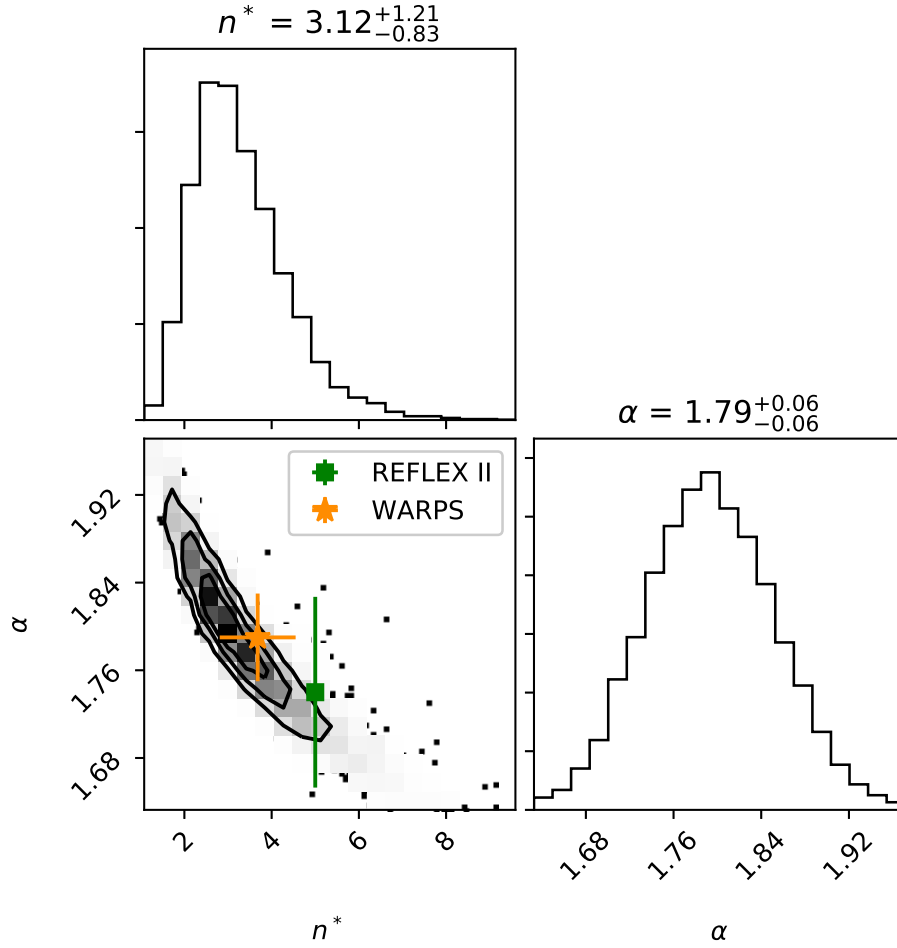 n* = 3.12 +1.21 −0.83
α = 1.79 +0.06 −0.06
REFLEX II
WARPS
1.92
1.84
1.76
1.68
α
2 4 6 8
1.68 1.76 1.84 1.92
n*
α